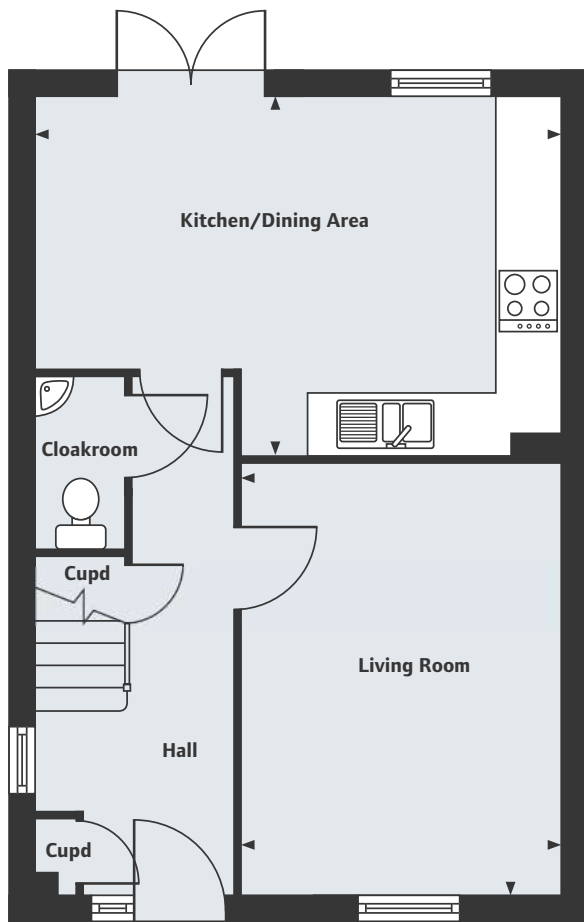 Kitchen/Dining Area
Cloakroom
Cupd
Living Room
Hall
Cupd